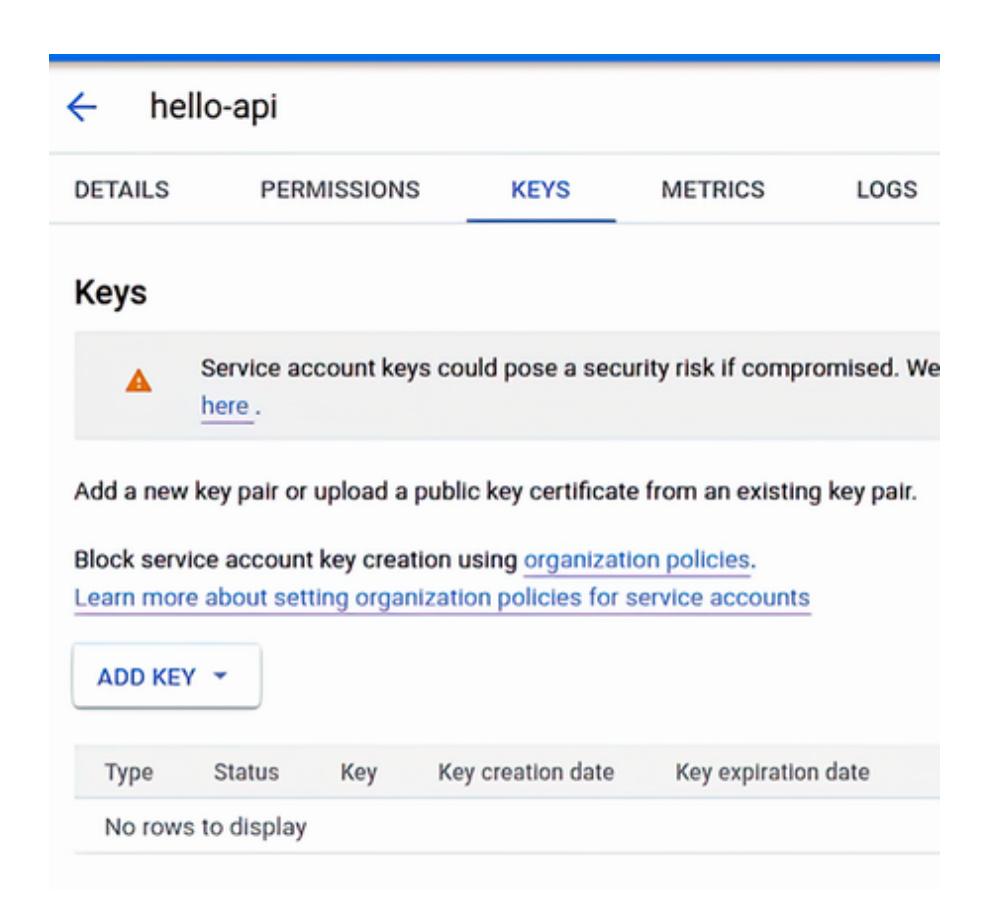 hello-api
DETAILS PERMISSIONS KEYS METRICS LOGS
Keys
Service account keys could pose a security risk if compromised. We
here .
Add a new key pair or upload a public key certificate from an existing key pair.
Block service account key creation using organization policies.
Learn more about setting organization policies for service accounts
ADD KEY
Type Status Key Key creation date Key expiration date
No rows to display